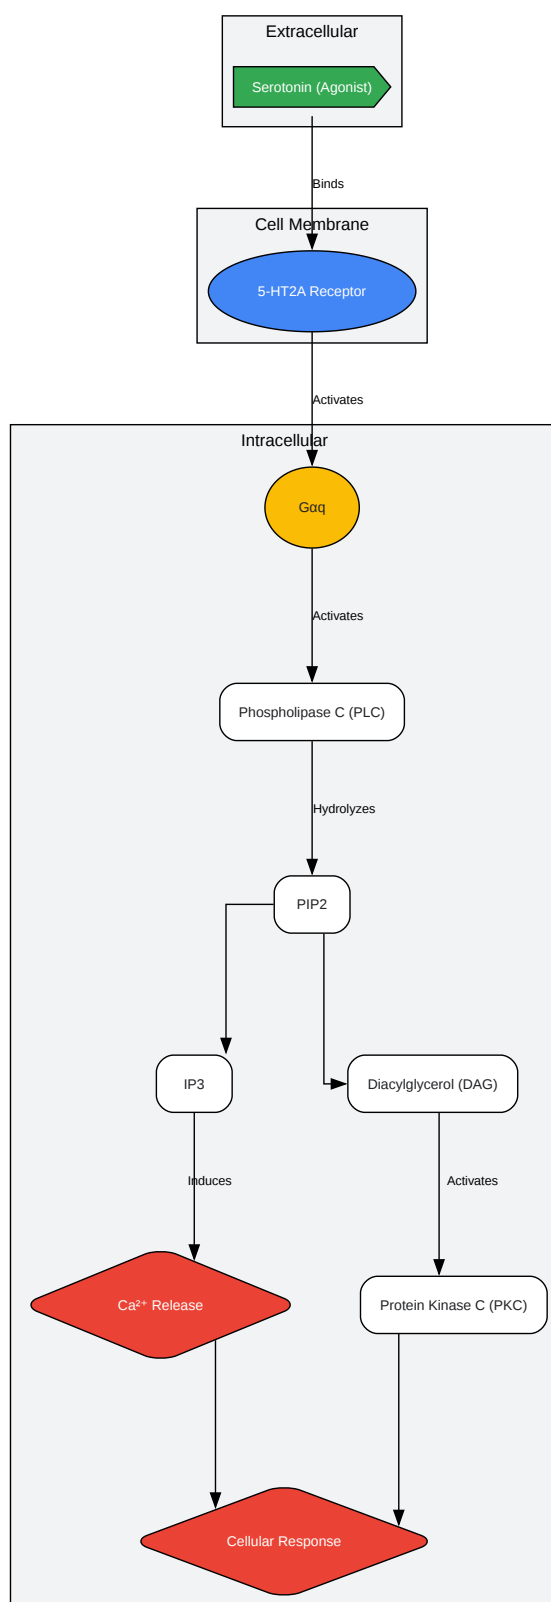 Extracellular
Serotonin (Agonist)
Binds
Cell Membrane
5-HT2A Receptor
Activates
Intracellular
Gαq
Activates
Phospholipase C (PLC)
Hydrolyzes
PIP2
IP3
Diacylglycerol (DAG)
Induces
Activates
Ca²⁺ Release
Protein Kinase C (PKC)
Cellular Response